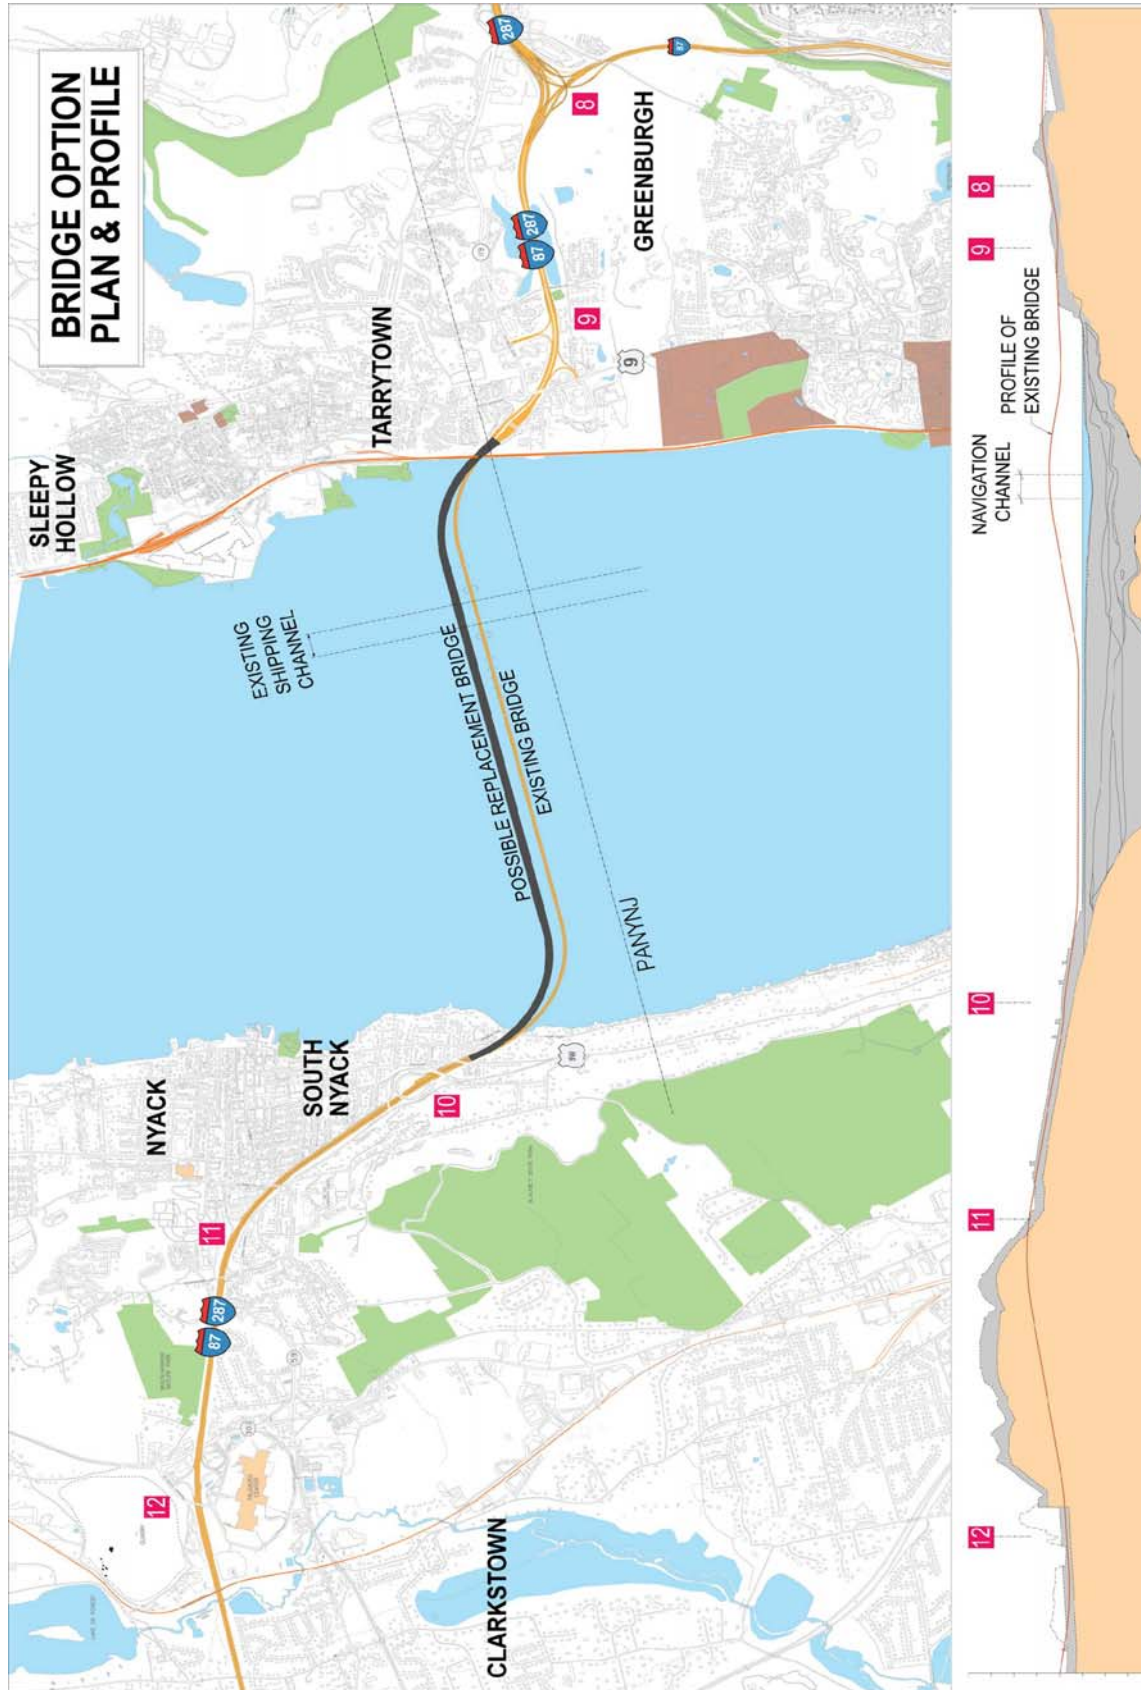 BRIDGE OPTION
PLAN & PROFILE
SLEEPY
HOLLOW
TARRYTOWN
GREENBURGH
287
87
8
87
287
9
9
EXISTING
SHIPPING
CHANNEL
POSSIBLE REPLACEMENT BRIDGE
EXISTING BRIDGE
PANYNJ
NYACK
SOUTH
NYACK
10
11
87
287
59
12
CLARKSTOWN
12
11
10
NAVIGATION
CHANNEL
PROFILE OF
EXISTING BRIDGE
9
8